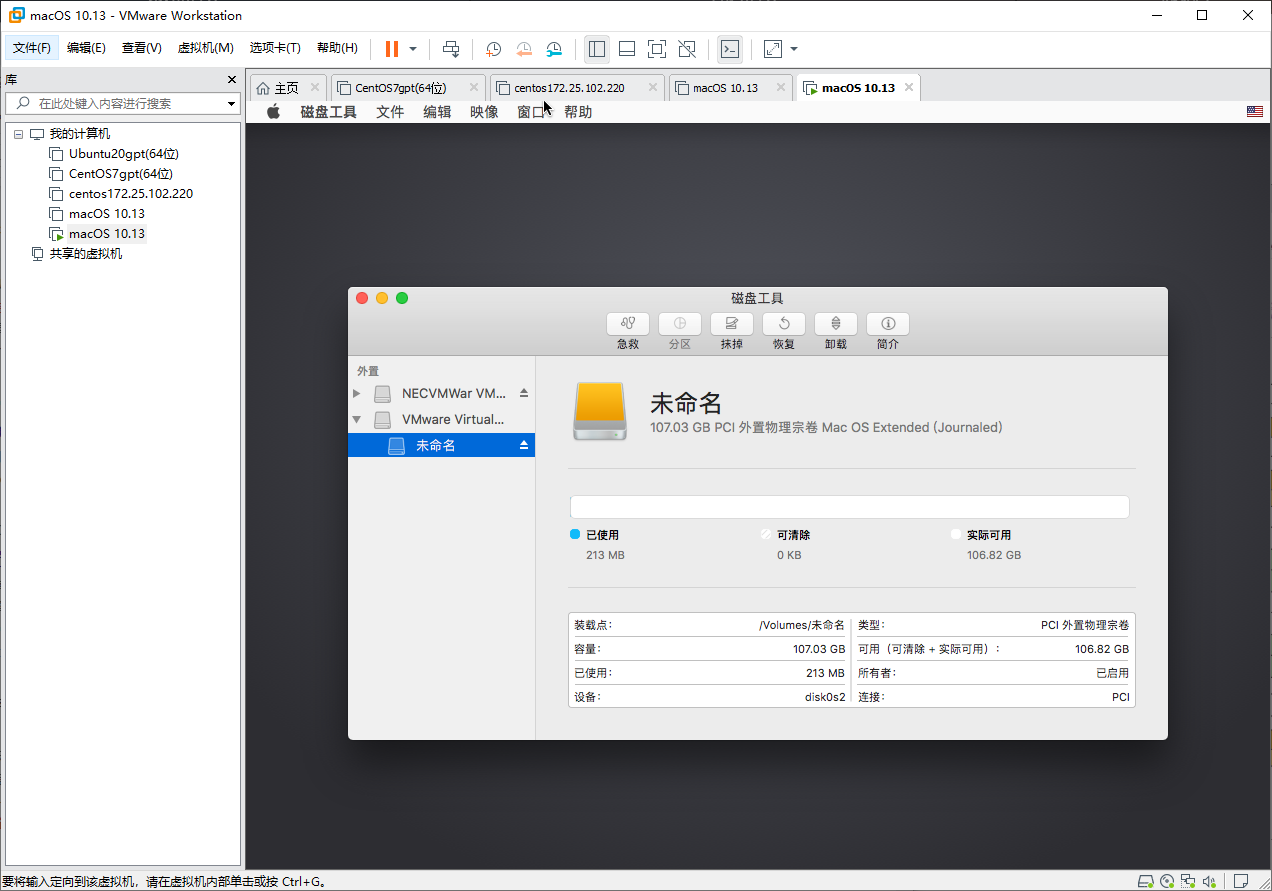 macOS 10.13 - VMware Workstation
文件(F) 编辑(E) 查看(V) 虚拟机(M) 选项卡(T) 帮助(H)
库
在此处键入内容进行搜索
我的计算机
Ubuntu20gpt(64位)
CentOS7gpt(64位)
centos172.25.102.220
macOS 10.13
macOS 10.13
共享的虚拟机
主页 CentOS7gpt(64位) centos172.25.102.220 macOS 10.13 macOS 10.13
磁盘工具 文件 编辑 映像 窗口 帮助
磁盘工具
急救 分区 抹掉 恢复 卸载 简介
外置
NECVMWar VM...
VMware Virtual...
未命名
未命名
107.03 GB PCI 外置物理宗卷 Mac OS Extended (Journaled)
已使用 可清除 实际可用
213 MB 0 KB 106.82 GB
装载点： /Volumes/未命名 类型： PCI 外置物理宗卷
容量： 107.03 GB 可用（可清除 + 实际可用）： 106.82 GB
已使用： 213 MB 所有者： 已启用
设备： disk0s2 连接： PCI
要将输入定向到该虚拟机，请在虚拟机内部单击或按 Ctrl+G。